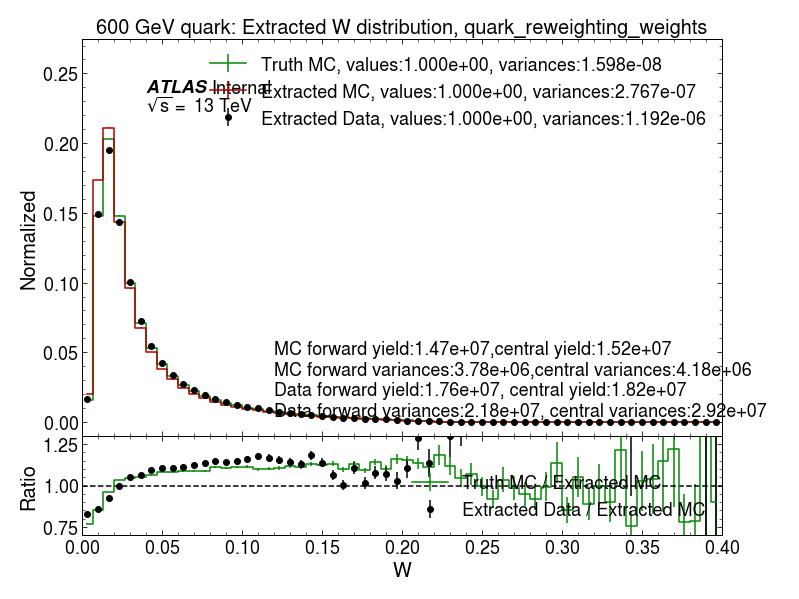 600 GeV quark: Extracted W distribution, quark_reweighting_weights
Truth MC, values:1.000e+00, variances:1.598e-08
ATLAS Internal
Extracted MC, values:1.000e+00, variances:2.767e-07
√s = 13 TeV
Extracted Data, values:1.000e+00, variances:1.192e-06
0.25
0.20
0.15
0.10
0.05
0.00
Normalized
MC forward yield:1.47e+07,central yield:1.52e+07
MC forward variances:3.78e+06,central variances:4.18e+06
Data forward yield:1.76e+07, central yield:1.82e+07
Data forward variances:2.18e+07, central variances:2.92e+07
1.25
1.00
0.75
Ratio
Truth MC / Extracted MC
Extracted Data / Extracted MC
0.00 0.05 0.10 0.15 0.20 0.25 0.30 0.35 0.40
W